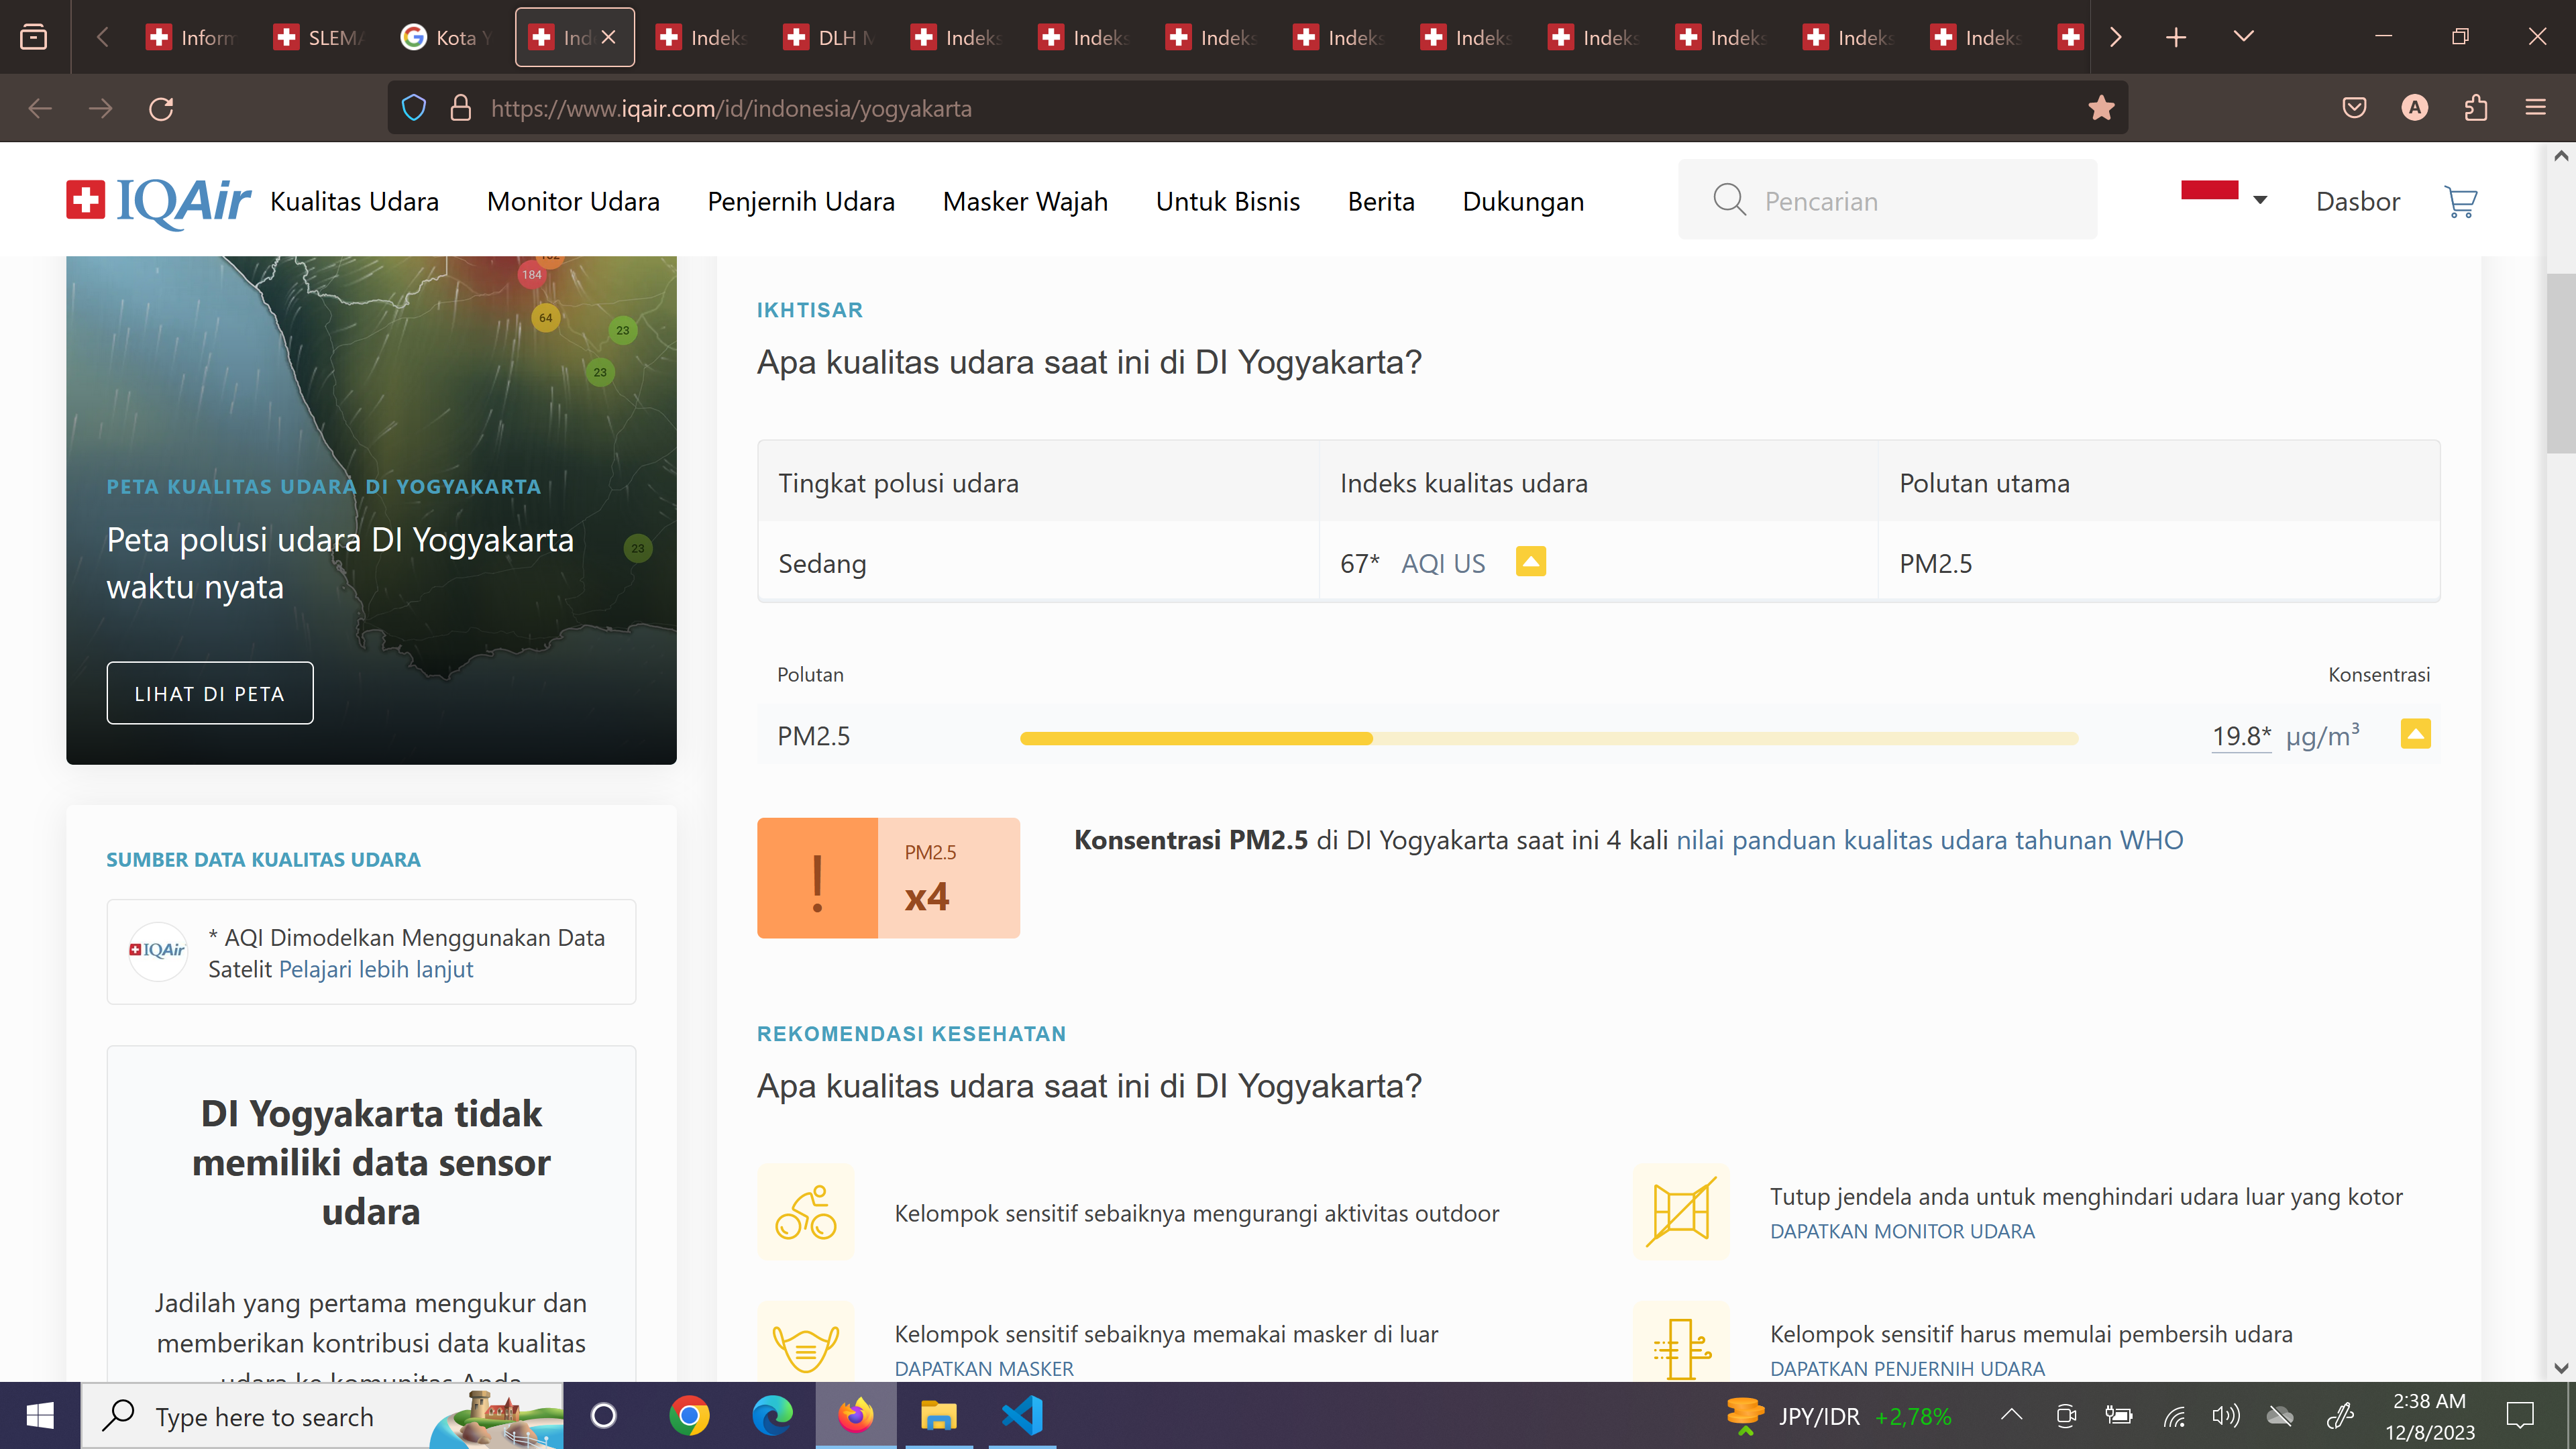 Inform
SLEMA
Kota Y
Ind
Indeks
DLH M
Indeks
Indeks
Indeks
Indeks
Indeks
Indeks
Indeks
Indeks
Indeks
https://www.iqair.com/id/indonesia/yogyakarta
A
IQAir
Kualitas Udara
Monitor Udara
Penjernih Udara
Masker Wajah
Untuk Bisnis
Berita
Dukungan
Pencarian
Dasbor
184
64
23
23
23
PETA KUALITAS UDARA DI YOGYAKARTA
Peta polusi udara DI Yogyakarta
waktu nyata
LIHAT DI PETA
SUMBER DATA KUALITAS UDARA
IQAir
* AQI Dimodelkan Menggunakan Data
Satelit Pelajari lebih lanjut
DI Yogyakarta tidak
memiliki data sensor
udara
Jadilah yang pertama mengukur dan
memberikan kontribusi data kualitas
udara ke komunitas Anda
IKHTISAR
Apa kualitas udara saat ini di DI Yogyakarta?
Tingkat polusi udara
Indeks kualitas udara
Polutan utama
Sedang
67* AQI US
PM2.5
Polutan
Konsentrasi
PM2.5
19.8* µg/m³
!
PM2.5
x4
Konsentrasi PM2.5 di DI Yogyakarta saat ini 4 kali nilai panduan kualitas udara tahunan WHO
REKOMENDASI KESEHATAN
Apa kualitas udara saat ini di DI Yogyakarta?
Kelompok sensitif sebaiknya mengurangi aktivitas outdoor
Tutup jendela anda untuk menghindari udara luar yang kotor
DAPATKAN MONITOR UDARA
Kelompok sensitif sebaiknya memakai masker di luar
DAPATKAN MASKER
Kelompok sensitif harus memulai pembersih udara
DAPATKAN PENJERNIH UDARA
Type here to search
JPY/IDR +2,78%
2:38 AM
12/8/2023